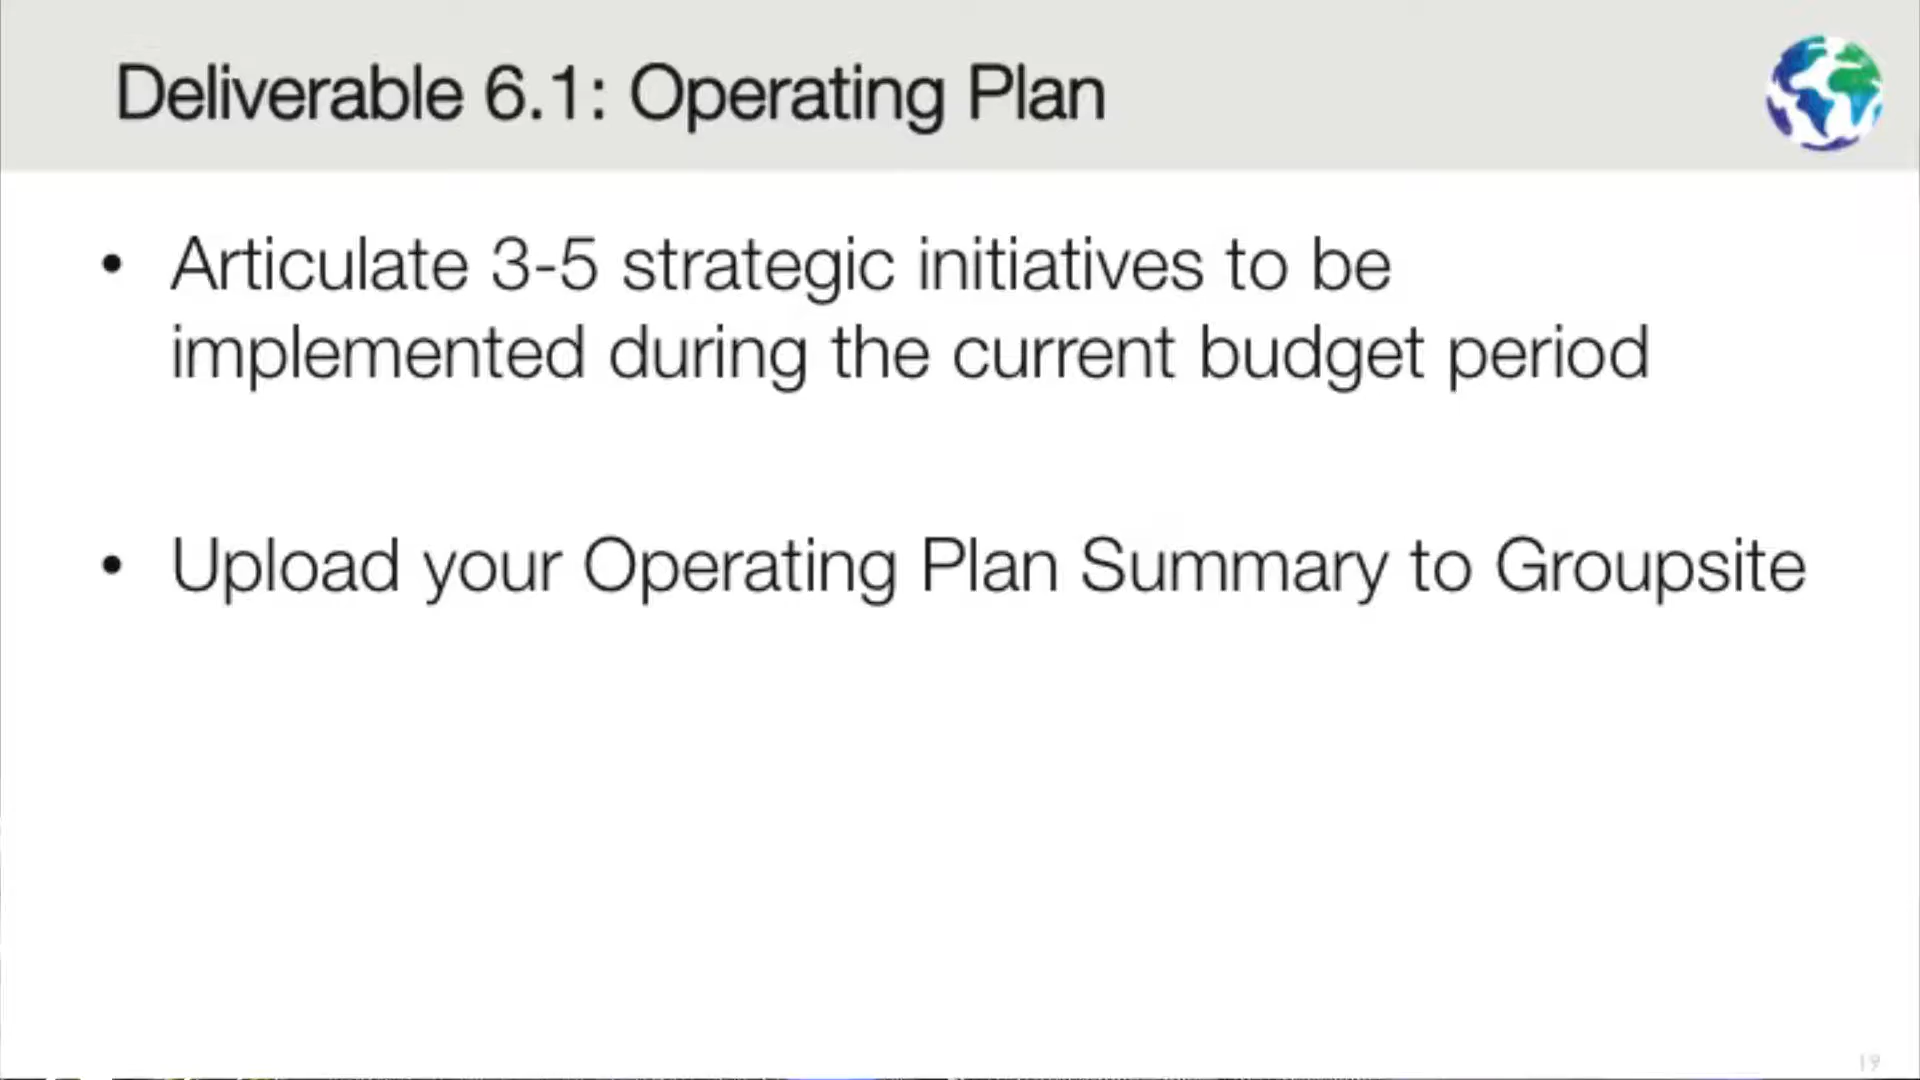 Deliverable 6.1: Operating Plan
• Articulate 3-5 strategic initiatives to be
implemented during the current budget period
• Upload your Operating Plan Summary to Groupsite
19